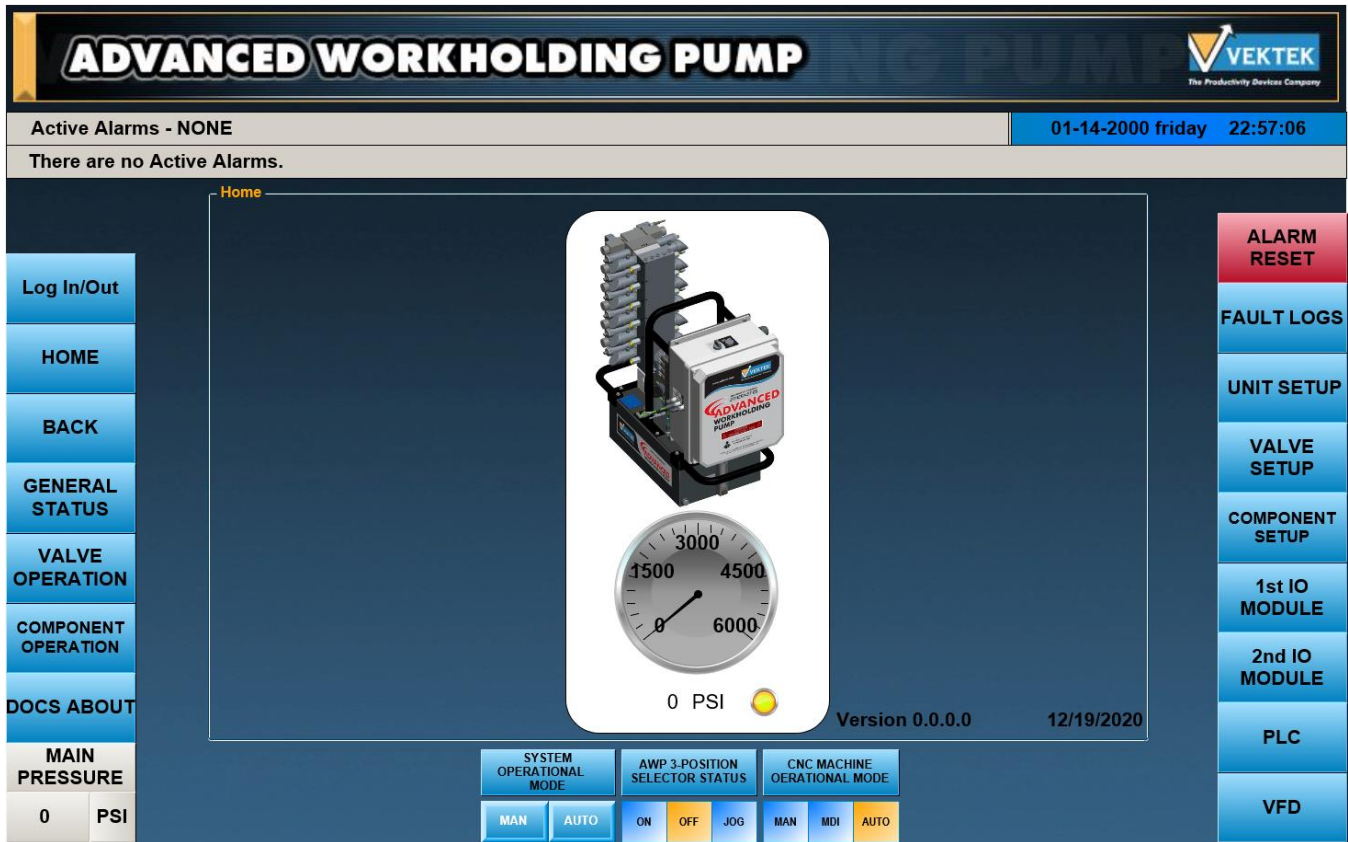 ADVANCED WORKHOLDING PUMP
VEKTEK
The Productivity Devices Company
Active Alarms - NONE
01-14-2000 friday 22:57:06
There are no Active Alarms.
Home
Log In/Out
HOME
BACK
GENERAL
STATUS
VALVE
OPERATION
COMPONENT
OPERATION
DOCS ABOUT
MAIN
PRESSURE
0 PSI
VEKTEK
ADVANCED
WORKHOLDING
PUMP
ADVANCED
0
1500
3000
4500
6000
0 PSI
Version 0.0.0.0
12/19/2020
SYSTEM
OPERATIONAL
MODE
MAN AUTO
AWP 3-POSITION
SELECTOR STATUS
ON OFF JOG
CNC MACHINE
OERATIONAL MODE
MAN MDI AUTO
ALARM
RESET
FAULT LOGS
UNIT SETUP
VALVE
SETUP
COMPONENT
SETUP
1st IO
MODULE
2nd IO
MODULE
PLC
VFD